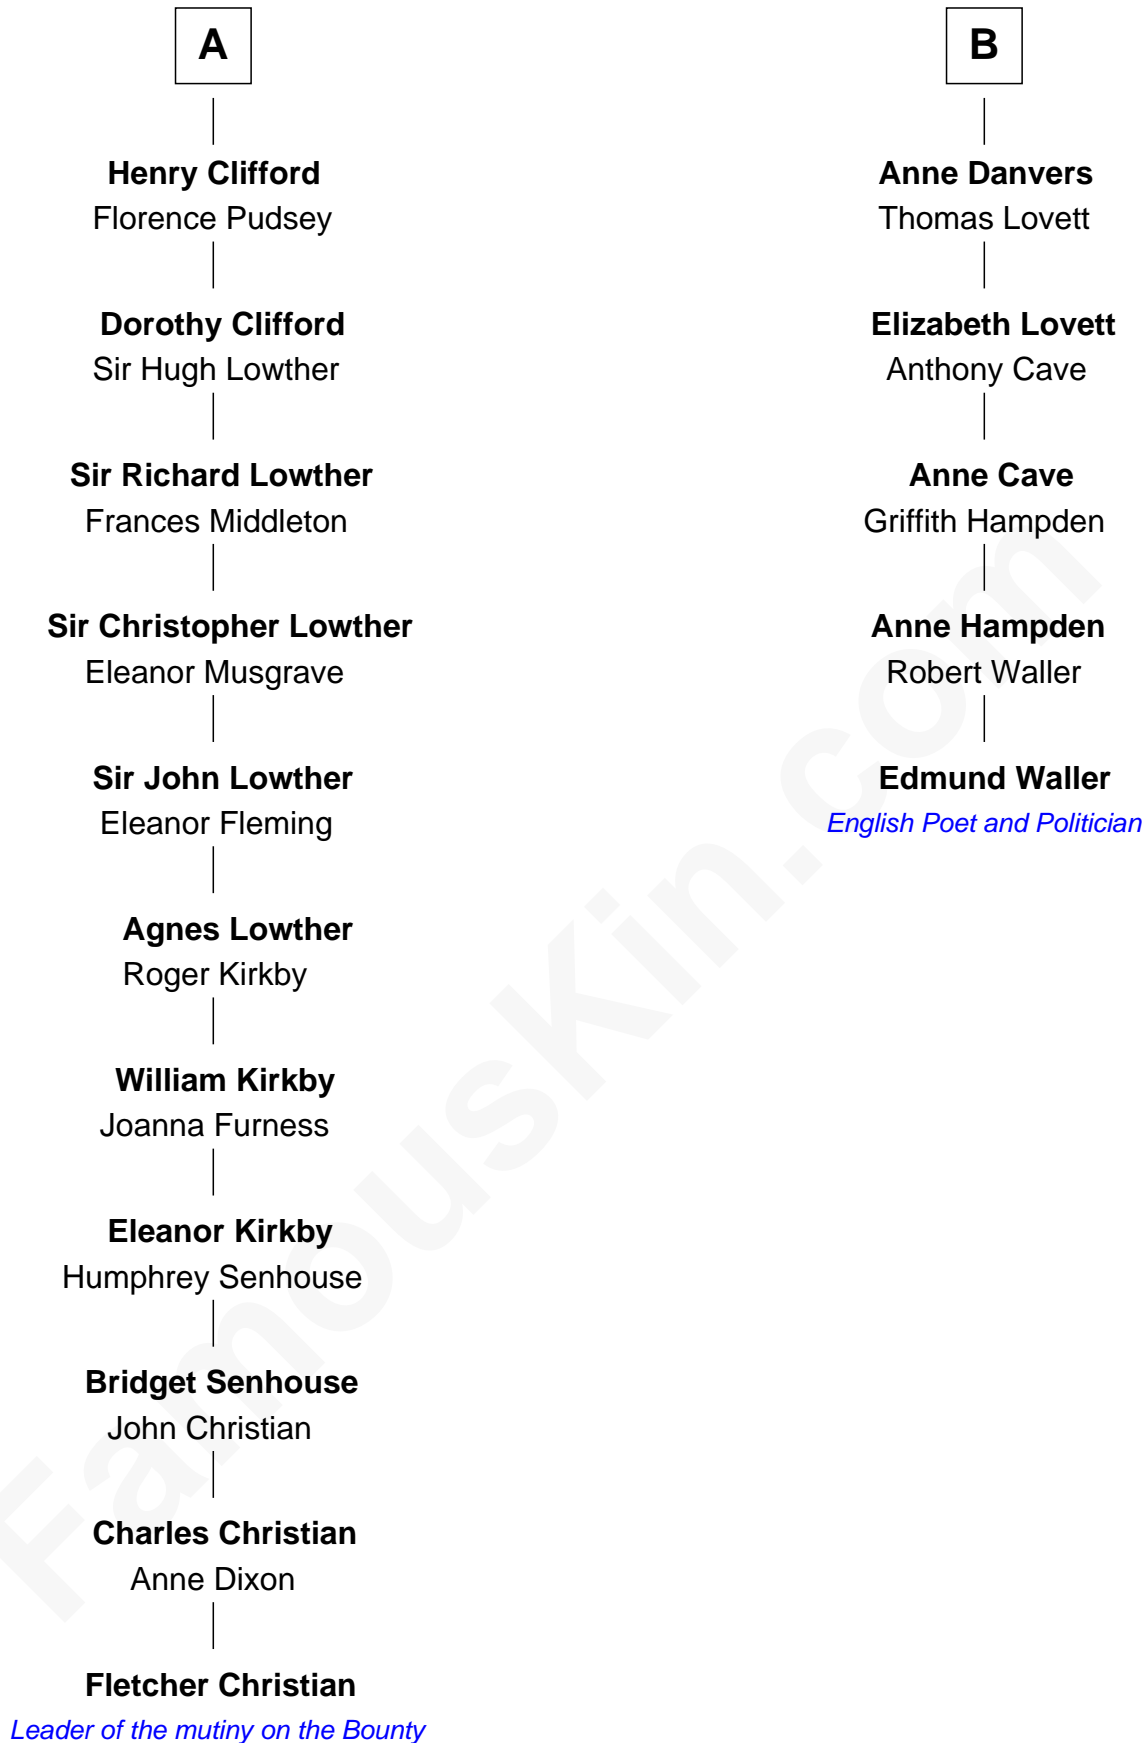 A
Henry Clifford
Florence Pudsey
Dorothy Clifford
Sir Hugh Lowther
Sir Richard Lowther
Frances Middleton
Sir Christopher Lowther
Eleanor Musgrave
Sir John Lowther
Eleanor Fleming
Agnes Lowther
Roger Kirkby
William Kirkby
Joanna Furness
Eleanor Kirkby
Humphrey Senhouse
Bridget Senhouse
John Christian
Charles Christian
Anne Dixon
Fletcher Christian
Leader of the mutiny on the Bounty
B
Anne Danvers
Thomas Lovett
Elizabeth Lovett
Anthony Cave
Anne Cave
Griffith Hampden
Anne Hampden
Robert Waller
Edmund Waller
English Poet and Politician
FamousKin.com